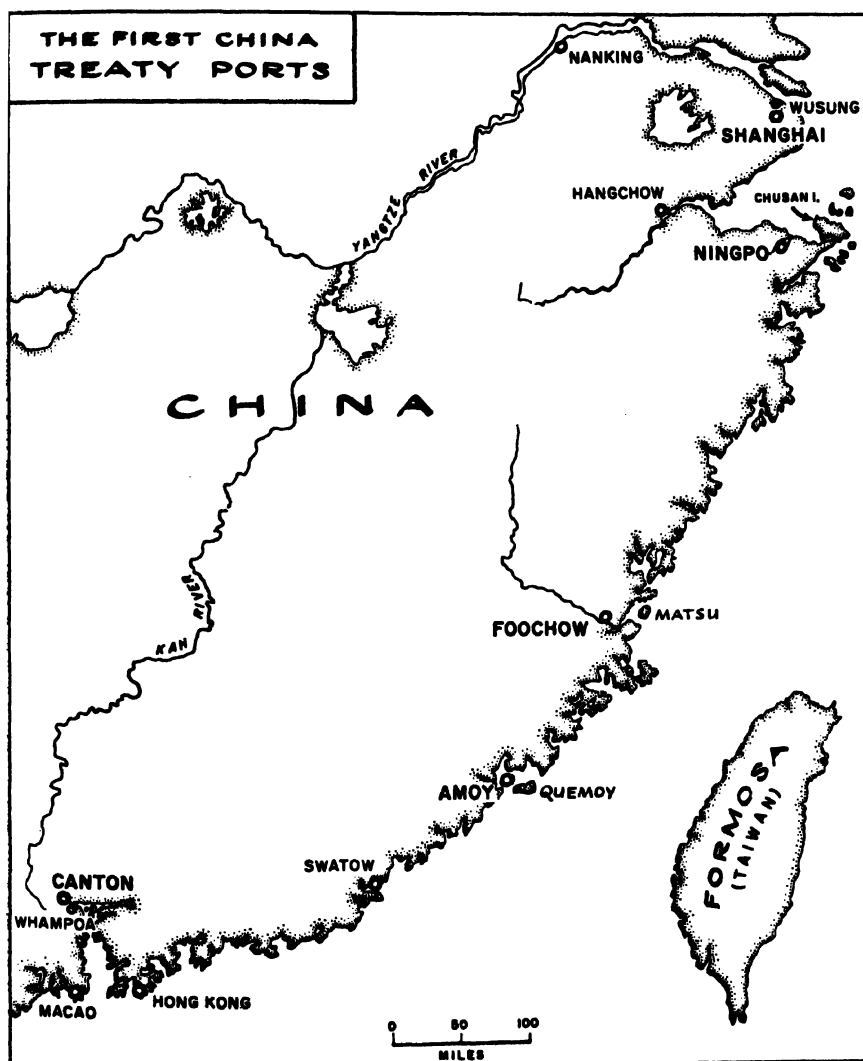 THE FIRST CHINA
TREATY PORTS
NANKING
WUSUNG
SHANGHAI
YANGTZE RIVER
HANGCHOW
CHUSAN I.
NINGPO
CHINA
KAN RIVER
FOOCHOW
MATSU
AMOY
QUEMOY
FORMOSA
(TAIWAN)
SWATOW
CANTON
WHAMPOA
MACAO
HONG KONG
0 50 100
MILES